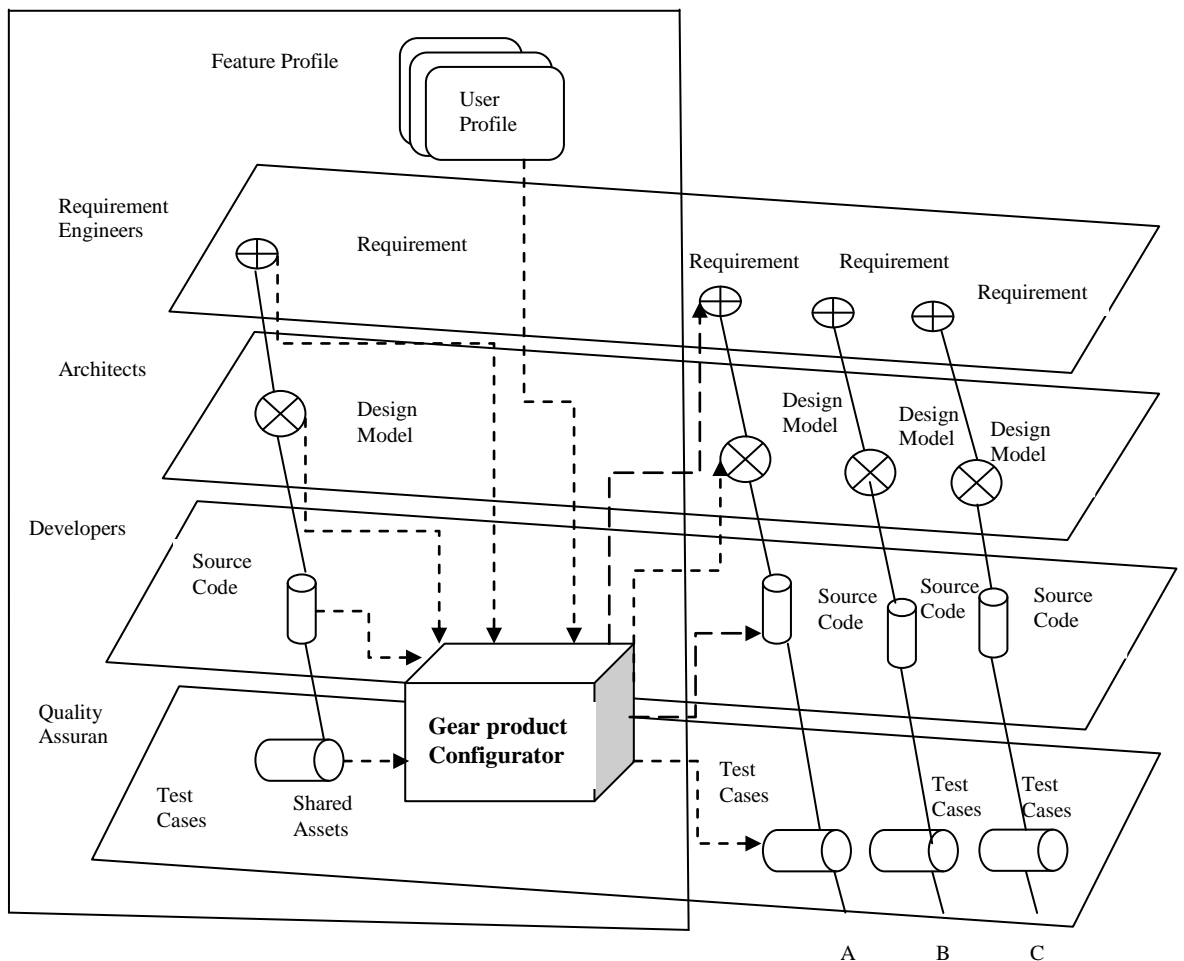 Feature Profile
User
Profile
Requirement
Engineers
Requirement
Requirement
Requirement
Requirement
Architects
Design
Model
Design
Model
Design
Model
Design
Model
Developers
Source
Code
Source
Code
Source
Code
Source
Code
Quality
Assuran
Gear product
Configurator
Test
Cases
Shared
Assets
Test
Cases
Test
Cases
Test
Cases
A
B
C